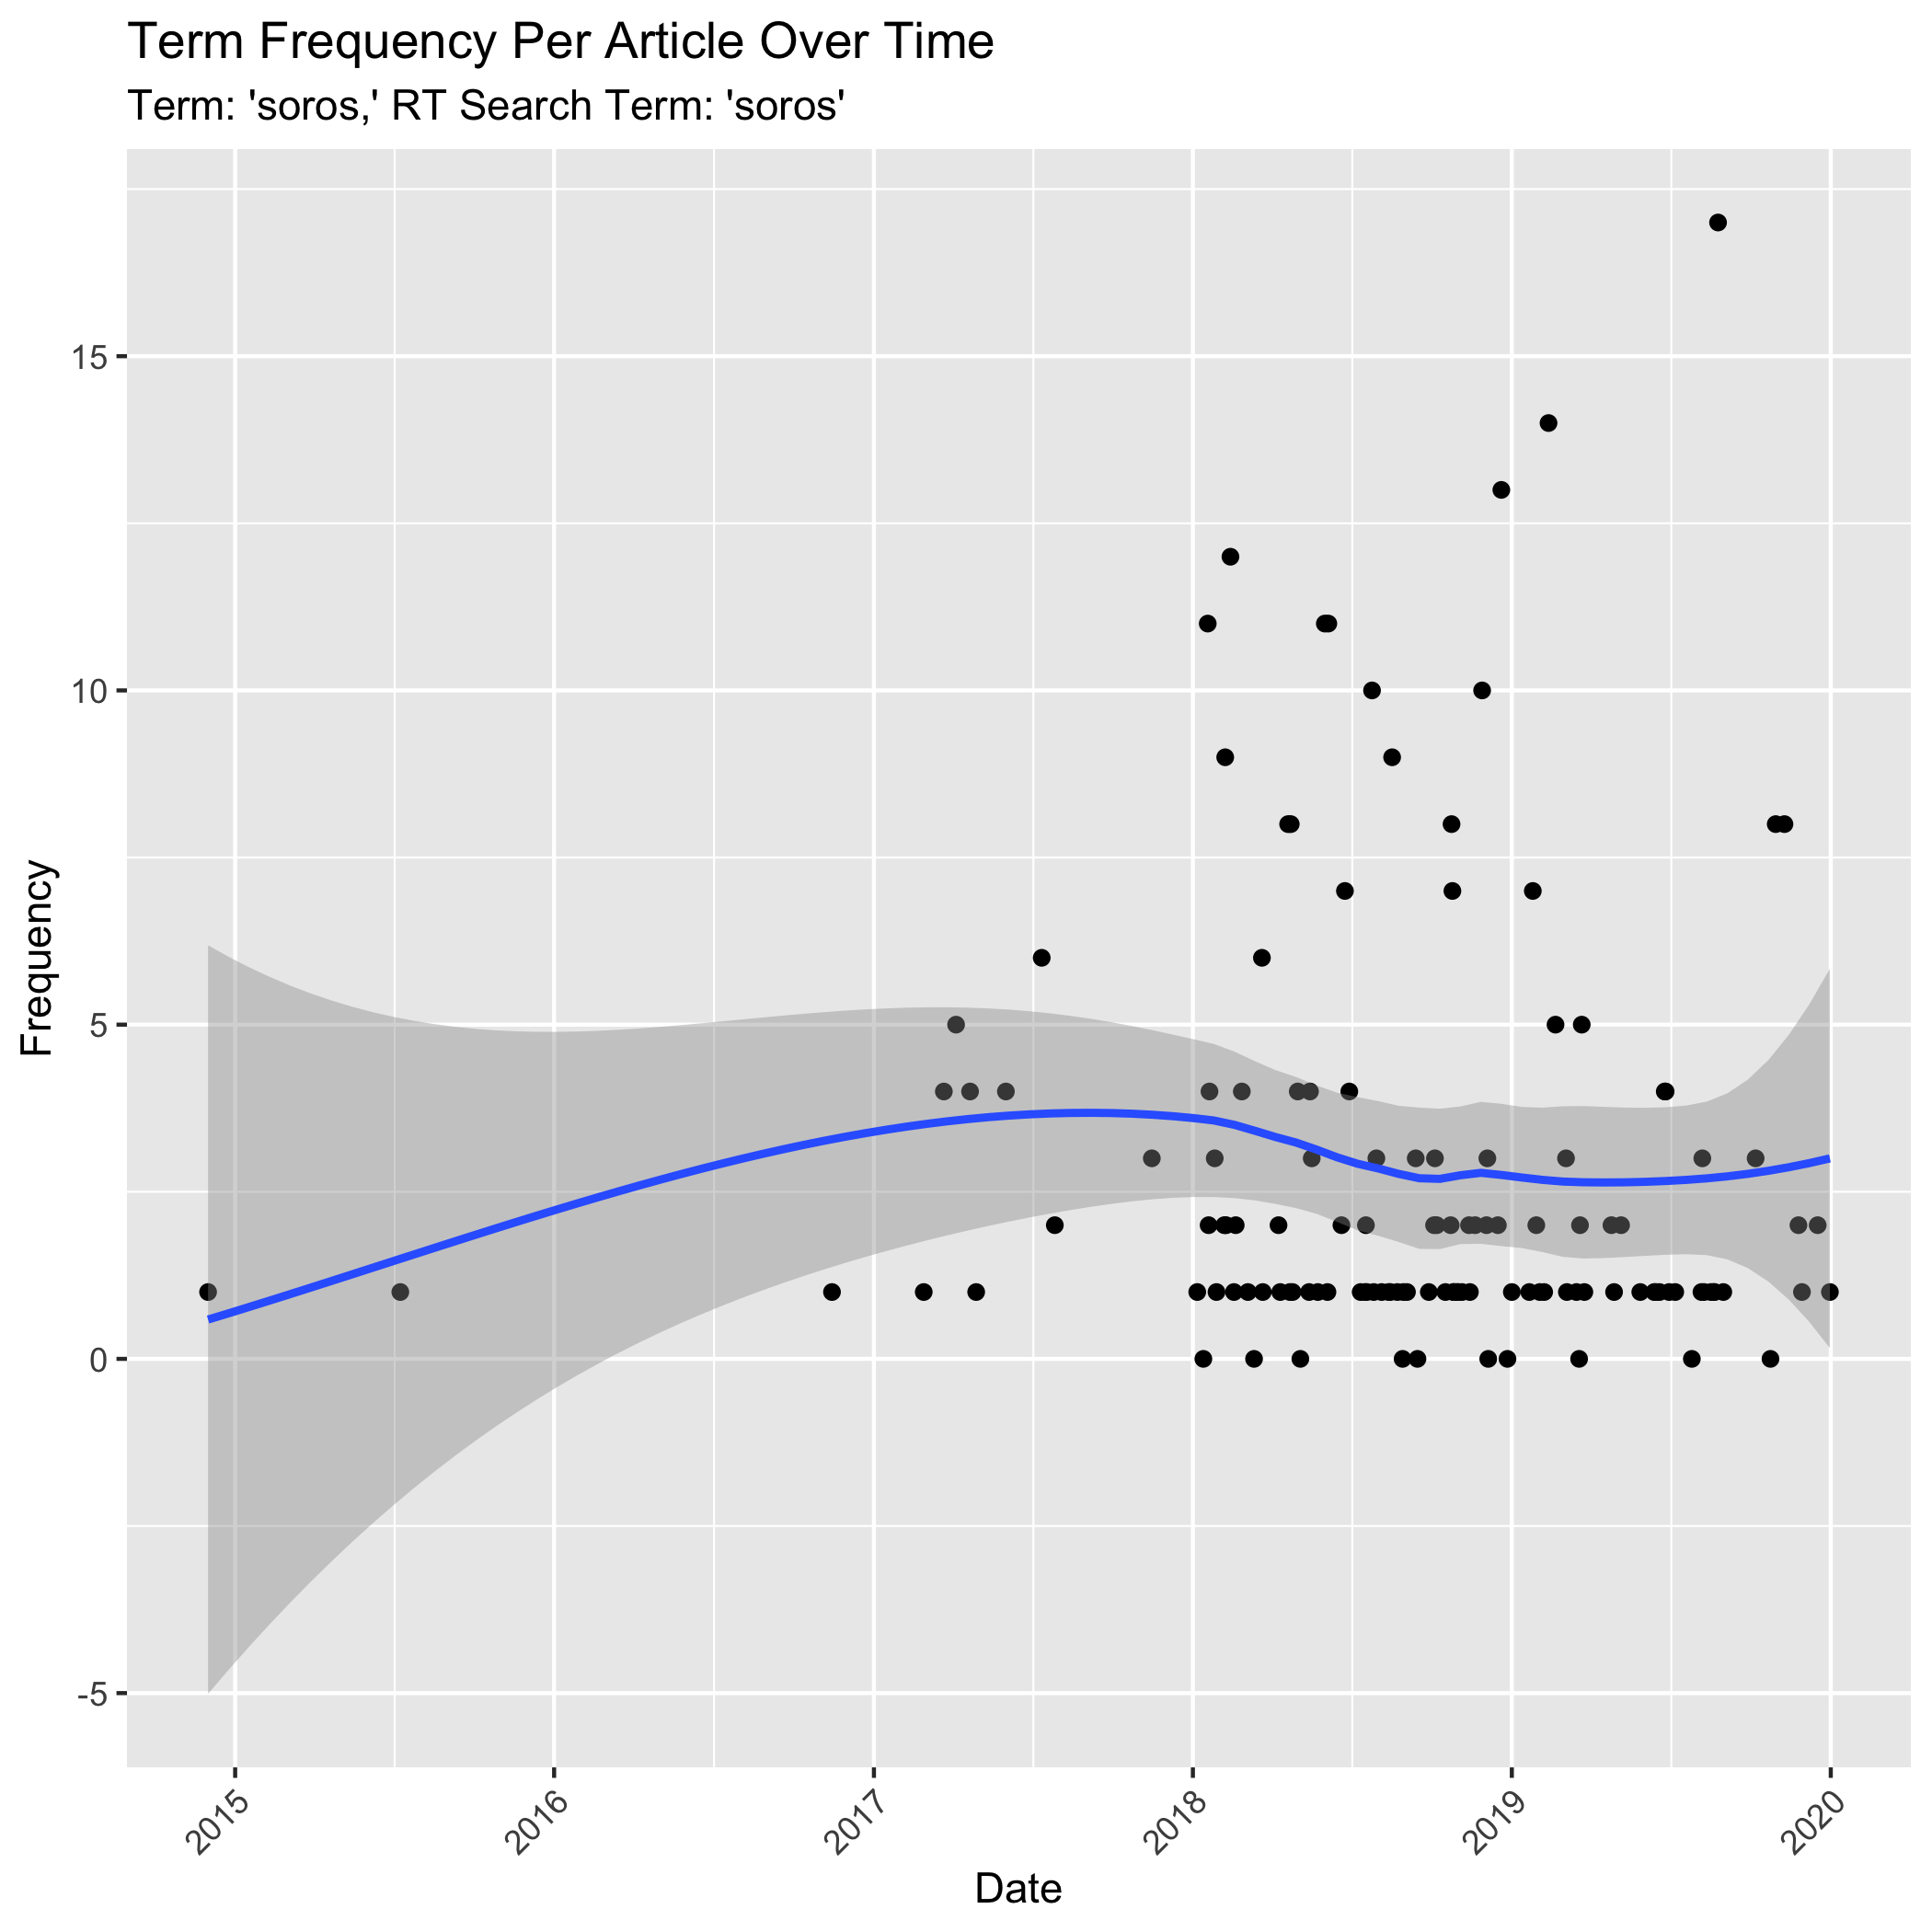 Term Frequency Per Article Over Time
Term: 'soros,' RT Search Term: 'soros'
Frequency
15
10
5
0
-5
2015
2016
2017
2018
2019
2020
Date